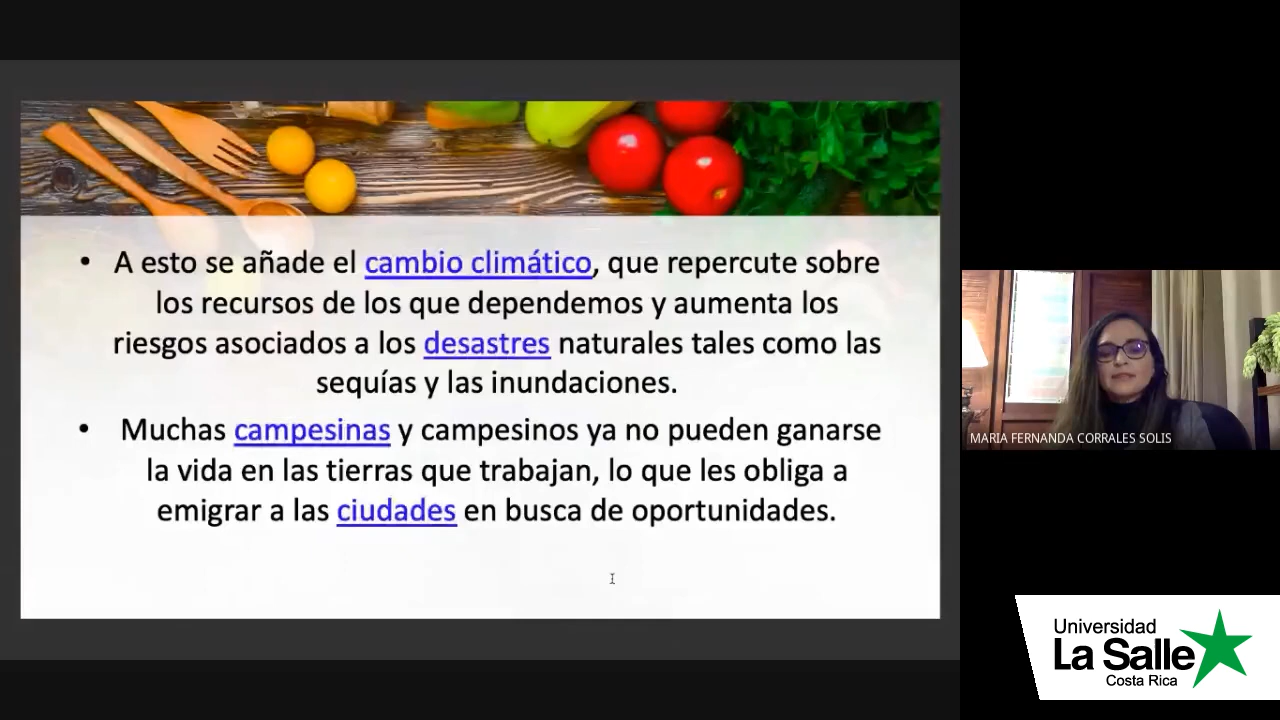 • A esto se añade el cambio climático, que repercute sobre
los recursos de los que dependemos y aumenta los
riesgos asociados a los desastres naturales tales como las
sequías y las inundaciones.
• Muchas campesinas y campesinos ya no pueden ganarse
la vida en las tierras que trabajan, lo que les obliga a
emigrar a las ciudades en busca de oportunidades.
MARIA FERNANDA CORRALES SOLIS
Universidad
La Salle
Costa Rica